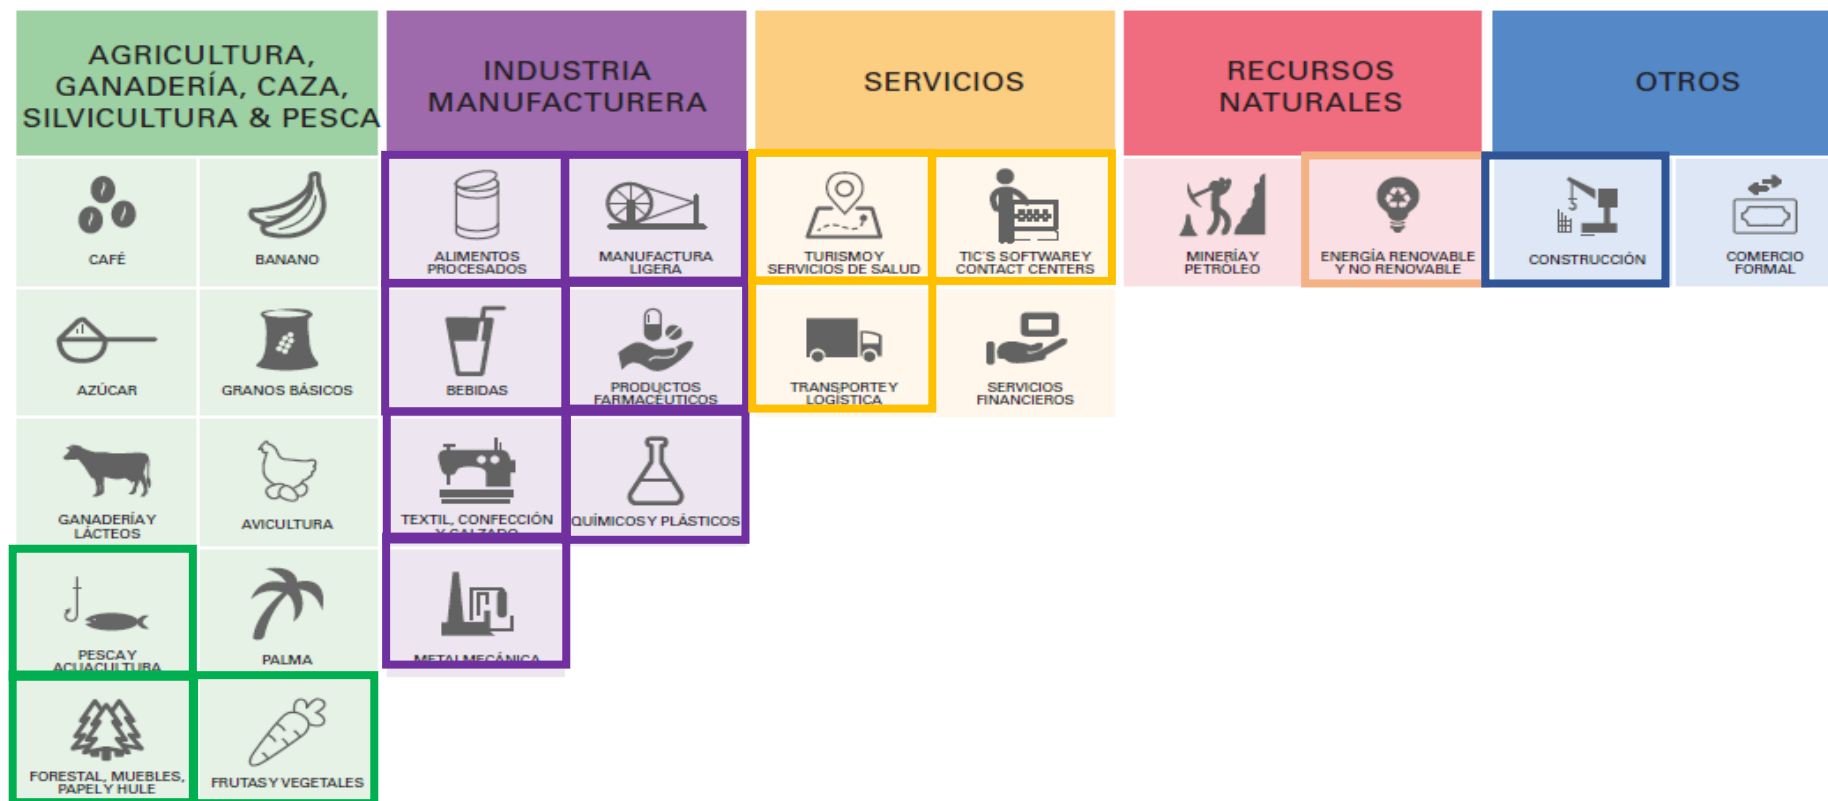 AGRICULTURA,
GANADERÍA, CAZA,
SILVICULTURA & PESCA
INDUSTRIA
MANUFACTURERA
SERVICIOS
RECURSOS
NATURALES
OTROS
CAFÉ
BANANO
ALIMENTOS
PROCESADOS
MANUFACTURA
LIGERA
TURISMO Y
SERVICIOS DE SALUD
TIC'S SOFTWARE Y
CONTACT CENTERS
MINERÍA Y
PETRÓLEO
ENERGÍA RENOVABLE
Y NO RENOVABLE
CONSTRUCCIÓN
COMERCIO
FORMAL
AZÚCAR
GRANOS BÁSICOS
BEBIDAS
PRODUCTOS
FARMACÉUTICOS
TRANSPORTE Y
LOGÍSTICA
SERVICIOS
FINANCIEROS
GANADERÍA Y
LÁCTEOS
AVICULTURA
TEXTIL, CONFECCIÓN
Y CALZADO
QUÍMICOS Y PLÁSTICOS
PESCA Y
ACUACULTURA
PALMA
METALMECÁNICA
FORESTAL, MUEBLES,
PAPEL Y HULE
FRUTAS Y VEGETALES